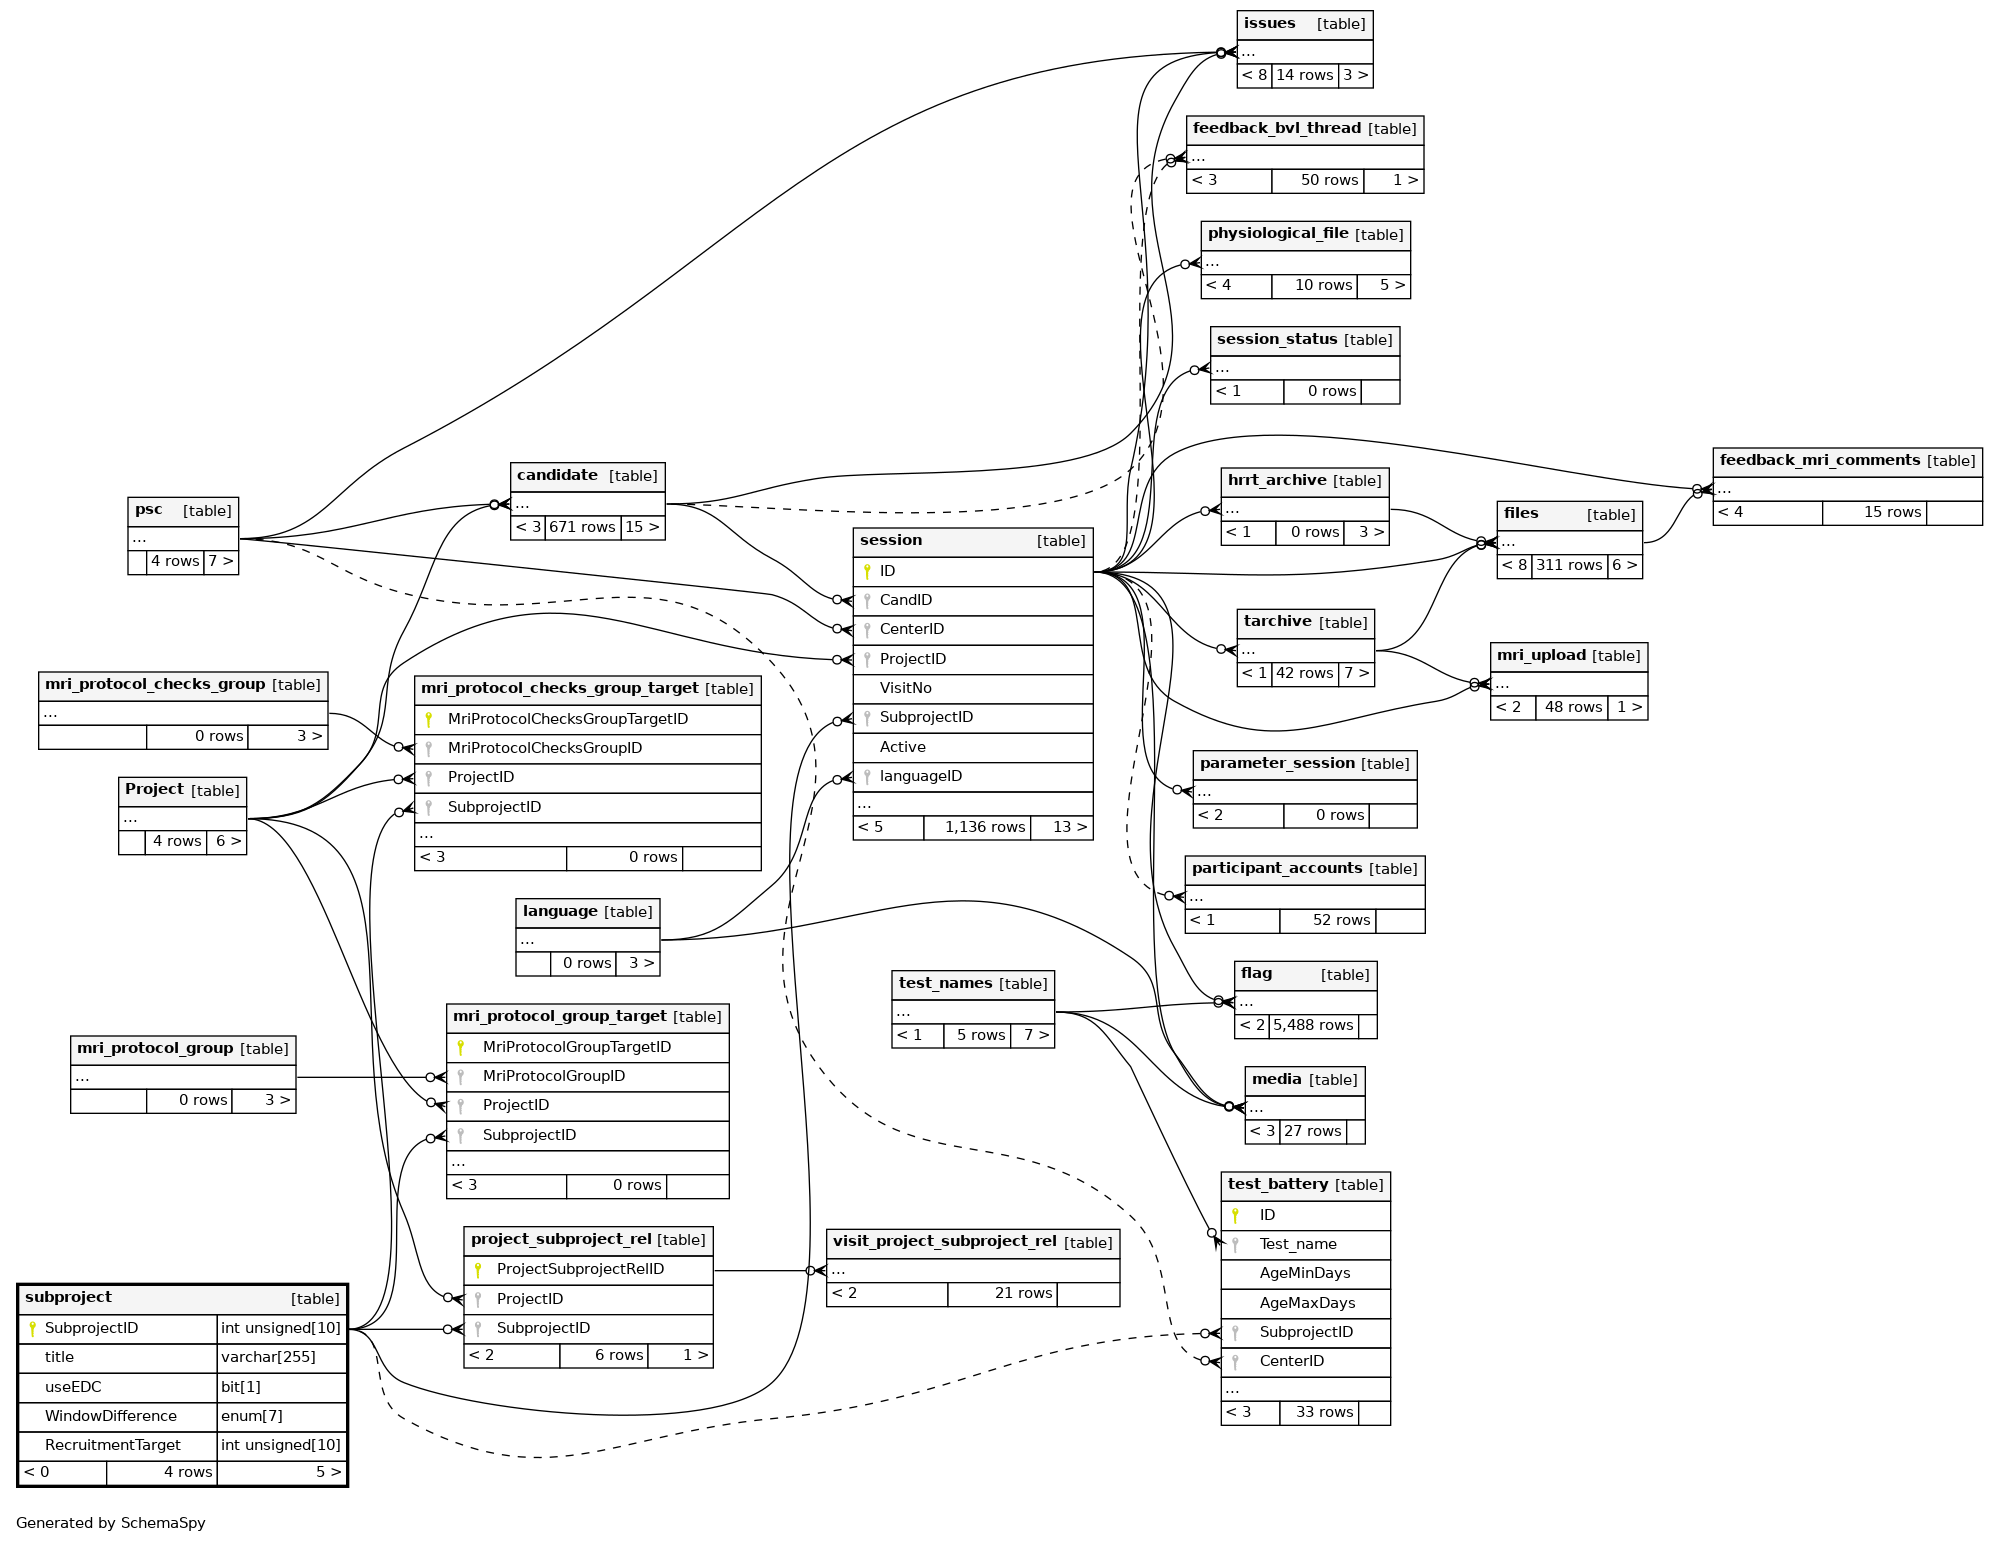 issues [table]
...
< 8 14 rows 3 >
feedback_bvl_thread [table]
...
< 3 50 rows 1 >
physiological_file [table]
...
< 4 10 rows 5 >
session_status [table]
...
< 1 0 rows
feedback_mri_comments [table]
...
< 4 15 rows
candidate [table]
...
< 3 671 rows 15 >
hrrt_archive [table]
...
< 1 0 rows 3 >
psc [table]
...
4 rows 7 >
files [table]
...
< 8 311 rows 6 >
session [table]
ID
CandID
CenterID
ProjectID
VisitNo
SubprojectID
Active
languageID
...
< 5 1,136 rows 13 >
tarchive [table]
...
< 1 42 rows 7 >
mri_upload [table]
...
< 2 48 rows 1 >
mri_protocol_checks_group [table]
...
0 rows 3 >
mri_protocol_checks_group_target [table]
MriProtocolChecksGroupTargetID
MriProtocolChecksGroupID
ProjectID
SubprojectID
...
< 3 0 rows
Project [table]
...
4 rows 6 >
parameter_session [table]
...
< 2 0 rows
participant_accounts [table]
...
< 1 52 rows
language [table]
...
0 rows 3 >
test_names [table]
...
< 1 5 rows 7 >
flag [table]
...
< 2 5,488 rows
mri_protocol_group_target [table]
MriProtocolGroupTargetID
MriProtocolGroupID
ProjectID
SubprojectID
...
< 3 0 rows
mri_protocol_group [table]
...
0 rows 3 >
media [table]
...
< 3 27 rows
test_battery [table]
ID
Test_name
AgeMinDays
AgeMaxDays
SubprojectID
CenterID
...
< 3 33 rows
project_subproject_rel [table]
ProjectSubprojectRelID
ProjectID
SubprojectID
< 2 6 rows 1 >
visit_project_subproject_rel [table]
...
< 2 21 rows
subproject [table]
SubprojectID int unsigned[10]
title varchar[255]
useEDC bit[1]
WindowDifference enum[7]
RecruitmentTarget int unsigned[10]
< 0 4 rows 5 >
Generated by SchemaSpy